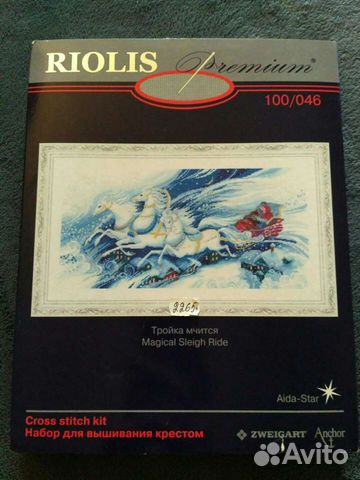 RIOLIS Premium®
100/046
2265
Тройка мчится
Magical Sleigh Ride
Aida-Star
Cross stitch kit
Набор для вышивания крестом
ZWEIGART Anchor
Avito